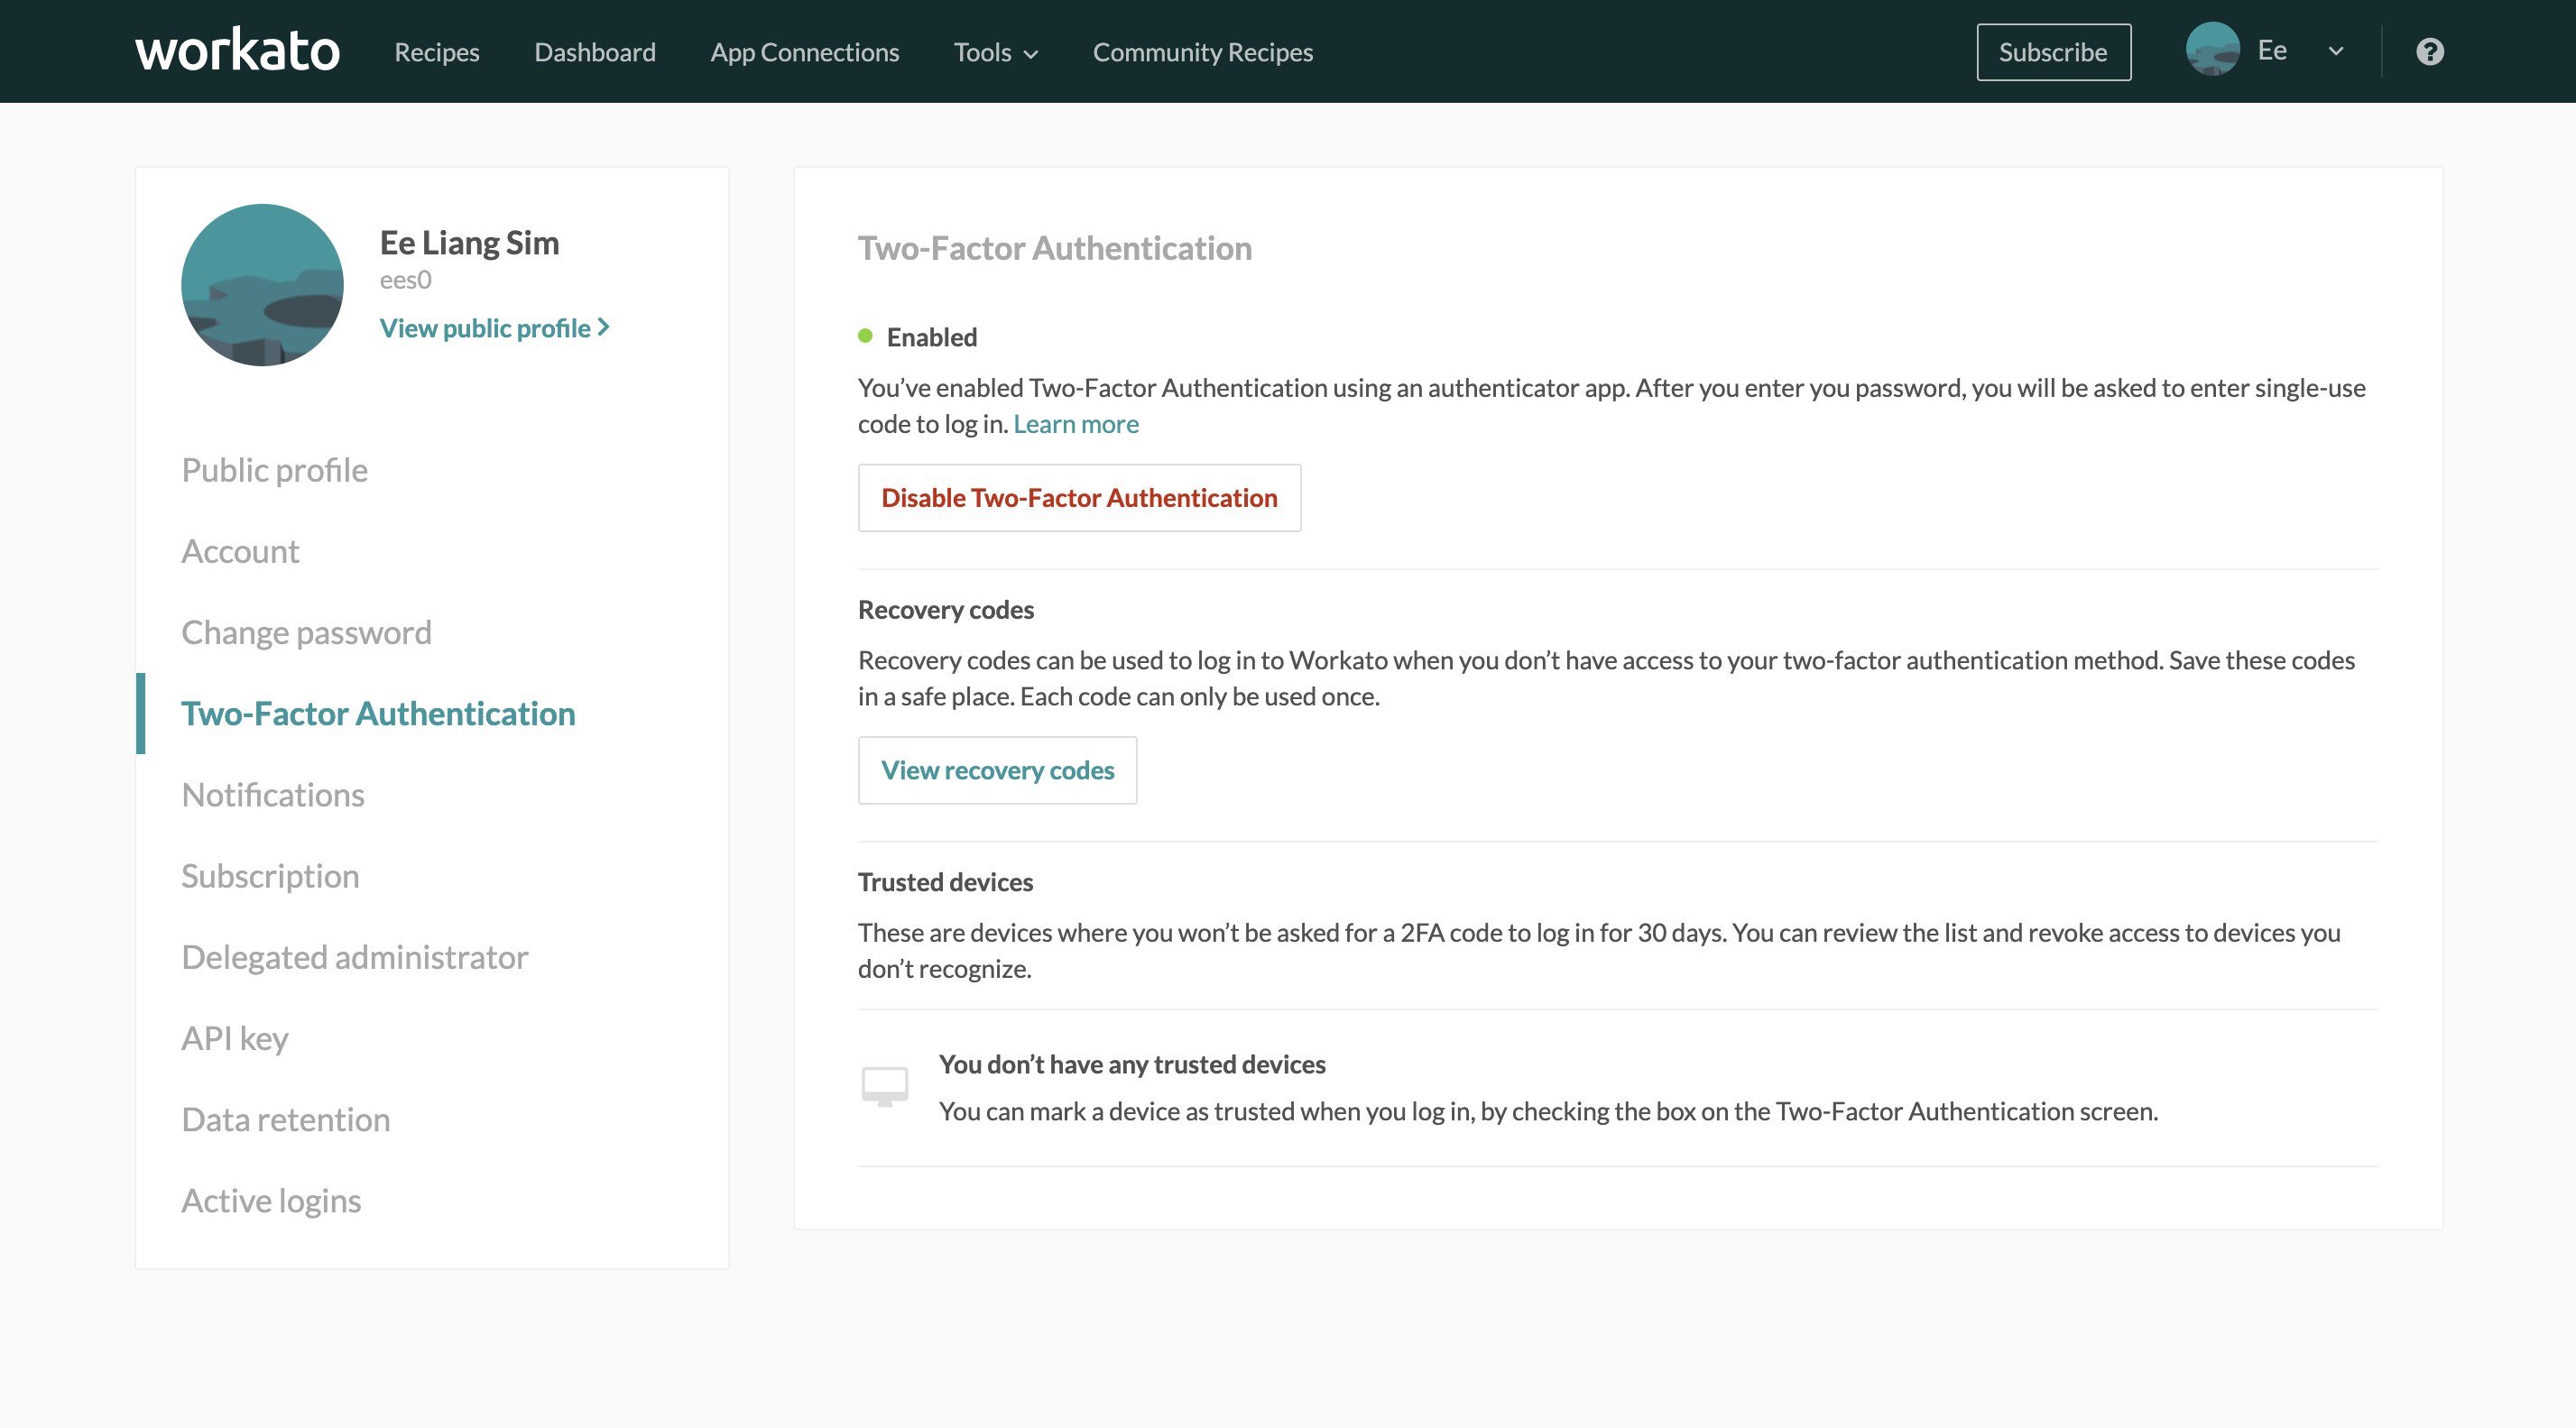 workato
Recipes
Dashboard
App Connections
Tools
Community Recipes
Subscribe
Ee
?
Ee Liang Sim
ees0
View public profile
Public profile
Account
Change password
Two-Factor Authentication
Notifications
Subscription
Delegated administrator
API key
Data retention
Active logins
Two-Factor Authentication
Enabled
You’ve enabled Two-Factor Authentication using an authenticator app. After you enter you password, you will be asked to enter single-use
code to log in. Learn more
Disable Two-Factor Authentication
Recovery codes
Recovery codes can be used to log in to Workato when you don’t have access to your two-factor authentication method. Save these codes
in a safe place. Each code can only be used once.
View recovery codes
Trusted devices
These are devices where you won’t be asked for a 2FA code to log in for 30 days. You can review the list and revoke access to devices you
don’t recognize.
You don’t have any trusted devices
You can mark a device as trusted when you log in, by checking the box on the Two-Factor Authentication screen.